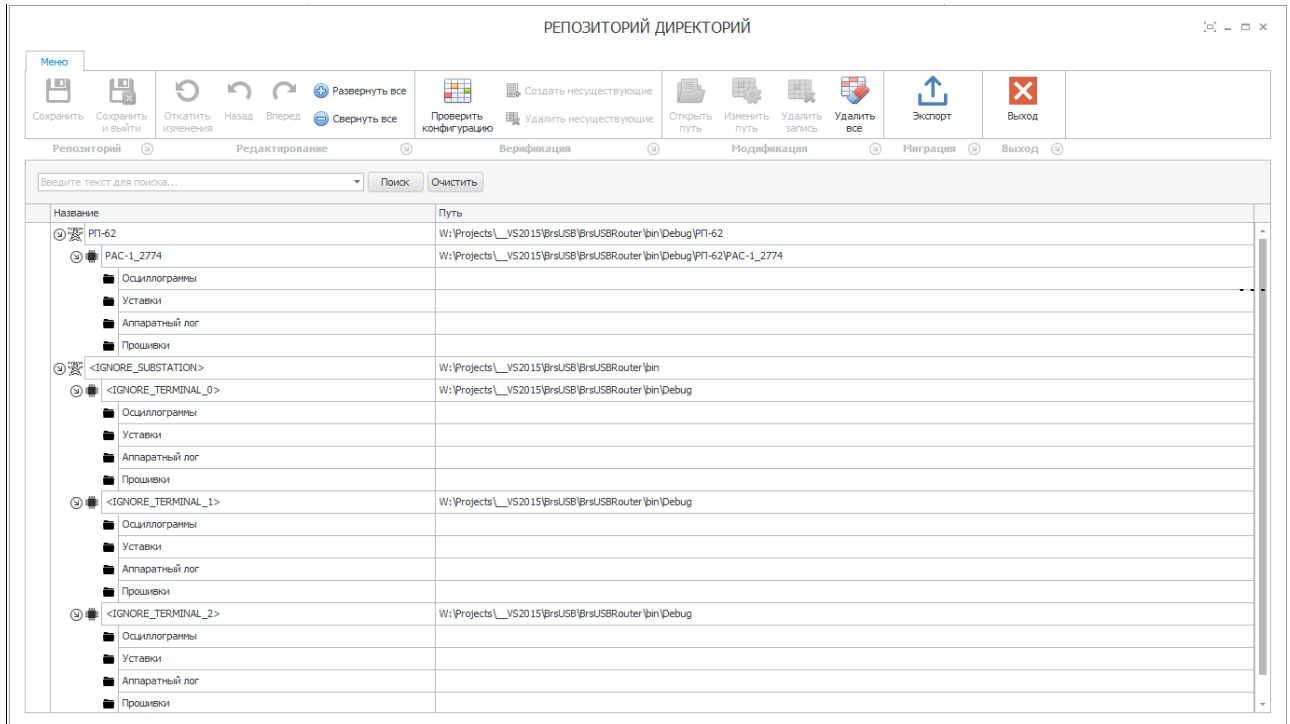 РЕПОЗИТОРИЙ ДИРЕКТОРИЙ
Меню
Сохранить
Сохранить и выйти
Откатить изменения
Назад
Вперед
Развернуть все
Свернуть все
Проверить конфигурацию
Создать несуществующие
Удалить несуществующие
Открыть путь
Изменить путь
Удалить запись
Удалить все
Экспорт
Выход
Репозиторий Редактирование Верификация Модификация Миграция Выход
Введите текст для поиска... Поиск Очистить
Название Путь
РП-62 W:\Projects\__VS2015\BrsUSB\BrsUSBRouter\bin\Debug\РП-62
РАС-1_2774 W:\Projects\__VS2015\BrsUSB\BrsUSBRouter\bin\Debug\РП-62\РАС-1_2774
Осциллограммы
Уставки
Аппаратный лог
Прошивки
<IGNORE_SUBSTATION> W:\Projects\__VS2015\BrsUSB\BrsUSBRouter\bin
<IGNORE_TERMINAL_0> W:\Projects\__VS2015\BrsUSB\BrsUSBRouter\bin\Debug
Осциллограммы
Уставки
Аппаратный лог
Прошивки
<IGNORE_TERMINAL_1> W:\Projects\__VS2015\BrsUSB\BrsUSBRouter\bin\Debug
Осциллограммы
Уставки
Аппаратный лог
Прошивки
<IGNORE_TERMINAL_2> W:\Projects\__VS2015\BrsUSB\BrsUSBRouter\bin\Debug
Осциллограммы
Уставки
Аппаратный лог
Прошивки